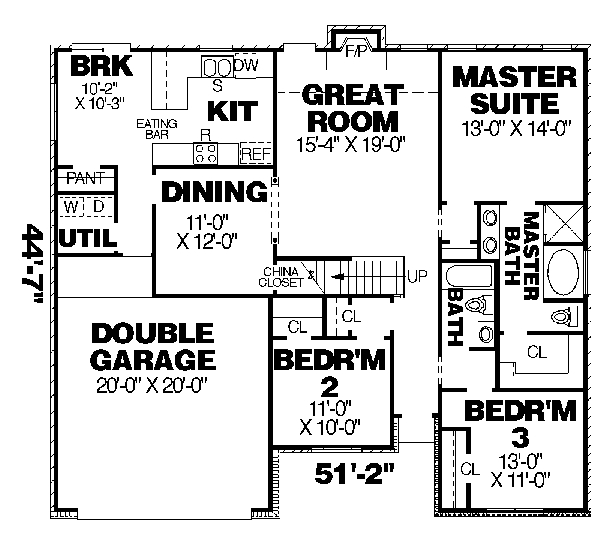 BRK
10'-2"
X 10'-3"
EATING
BAR
S
DW
KIT
R
REF
F/P
GREAT
ROOM
15'-4" X 19'-0"
MASTER
SUITE
13'-0" X 14'-0"
PANT
W D
UTIL
DINING
11'-0"
X 12'-0"
MASTER
BATH
44'-7"
CHINA
CLOSET
UP
BATH
CL
CL
CL
DOUBLE
GARAGE
20'-0" X 20'-0"
BEDR'M
2
11'-0"
X 10'-0"
BEDR'M
3
13'-0"
X 11'-0"
CL
51'-2"